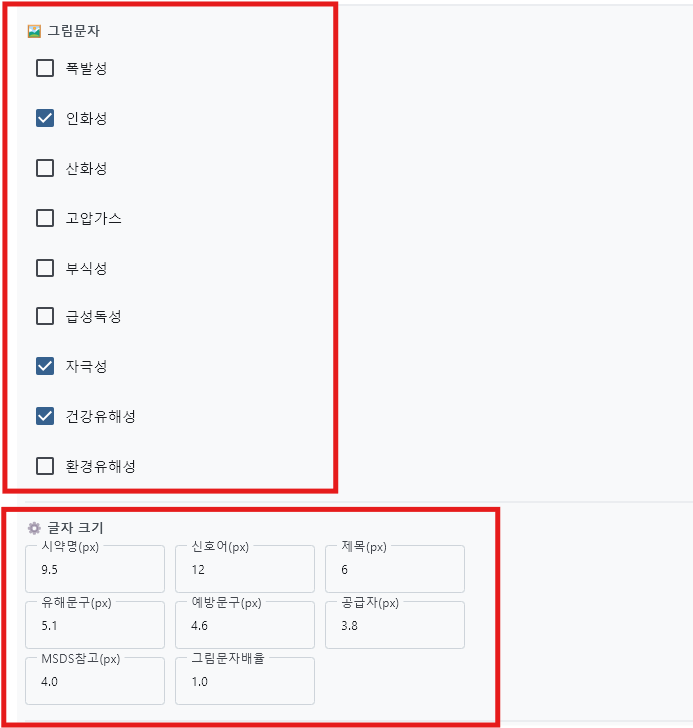 그림문자
폭발성
인화성
산화성
고압가스
부식성
급성독성
자극성
건강유해성
환경유해성
글자 크기
시약명(px) 신호어(px) 제목(px)
9.5 12 6
유해문구(px) 예방문구(px) 공급자(px)
5.1 4.6 3.8
MSDS참고(px) 그림문자배율
4.0 1.0